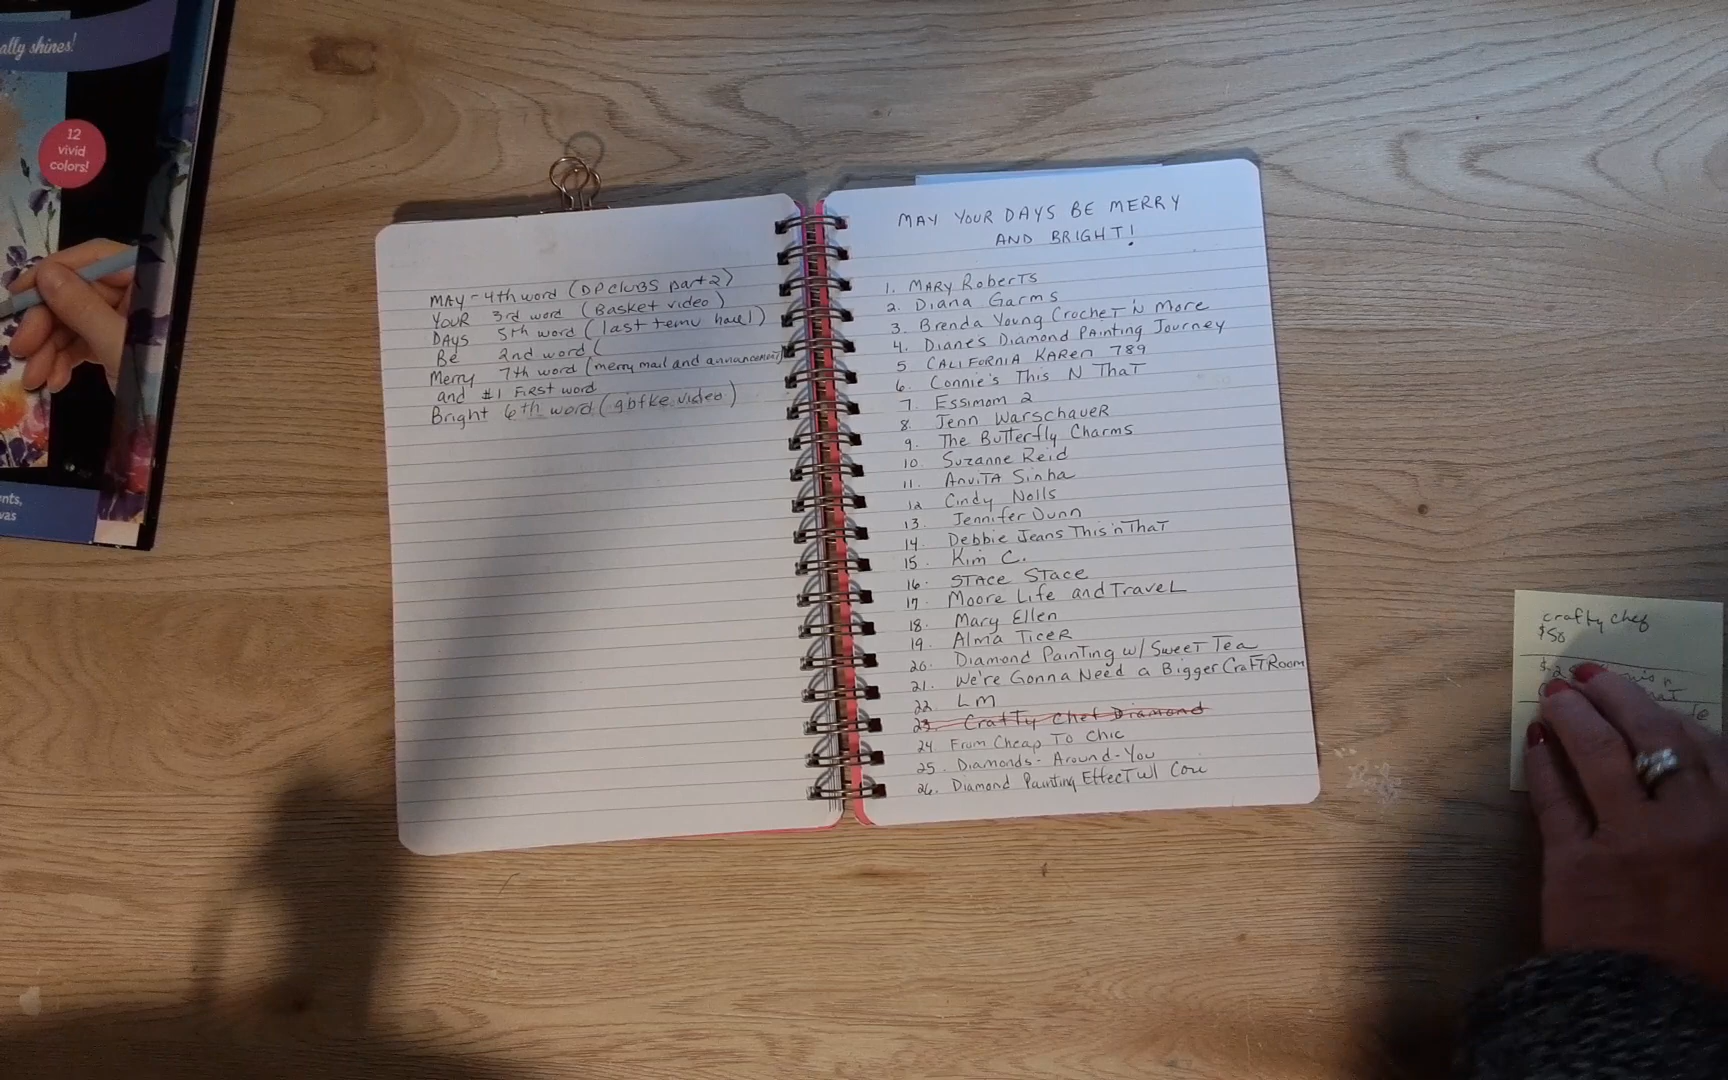 ally shines!
12
vivid
colors!
nts,
vas
MAY - 4th word (DP clubs part 2)
YOUR 3rd word (Basket video)
DAYS 5th word (last temu haul)
Be 2nd word (
Merry 7th word (merry mail and announcement)
and #1 First word
Bright 6th word (gbfke video)
MAY YOUR DAYS BE MERRY
AND BRIGHT!
1. MARY Roberts
2. Diana Garms
3. Brenda Young Crochet 'N More
4. Dianes Diamond Painting Journey
5 CALIFORNIA KAREN 789
6. Connie's This N That
7. Essimom 2
8. Jenn Warschauer
9. The Butterfly Charms
10. Suzanne Reid
11. Anvita Sinha
12 Cindy Nolls
13. Jennifer Dunn
14. Debbie Jeans This 'n That
15. Kim C.
16. Stace Stace
17. Moore Life and Travel
18. Mary Ellen
19. Alma Ticer
20. Diamond Painting w/ Sweet Tea
21. We're Gonna Need a Bigger Craft Room
22. LM
23. Crafty Chef Diamond
24. From Cheap To Chic
25. Diamonds-Around-You
26. Diamond Painting Effect w/ Cori
crafty chef
$50
$2